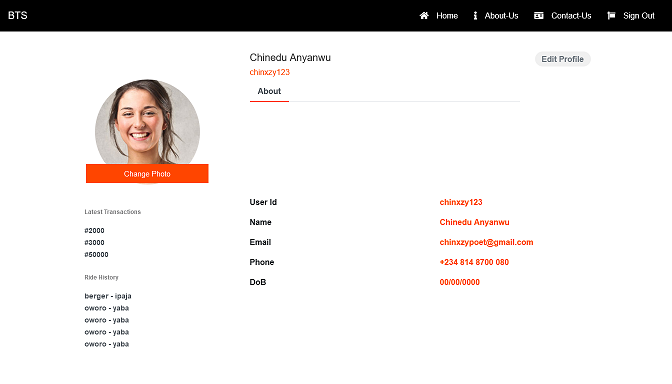 BTS
Home About-Us Contact-Us Sign Out
Chinedu Anyanwu
chinxzy123
Edit Profile
About
Change Photo
Latest Transactions
#2000
#3000
#50000
Ride History
berger - ipaja
oworo - yaba
oworo - yaba
oworo - yaba
oworo - yaba
User Id chinxzy123
Name Chinedu Anyanwu
Email chinxzypoet@gmail.com
Phone +234 814 8700 080
DoB 00/00/0000